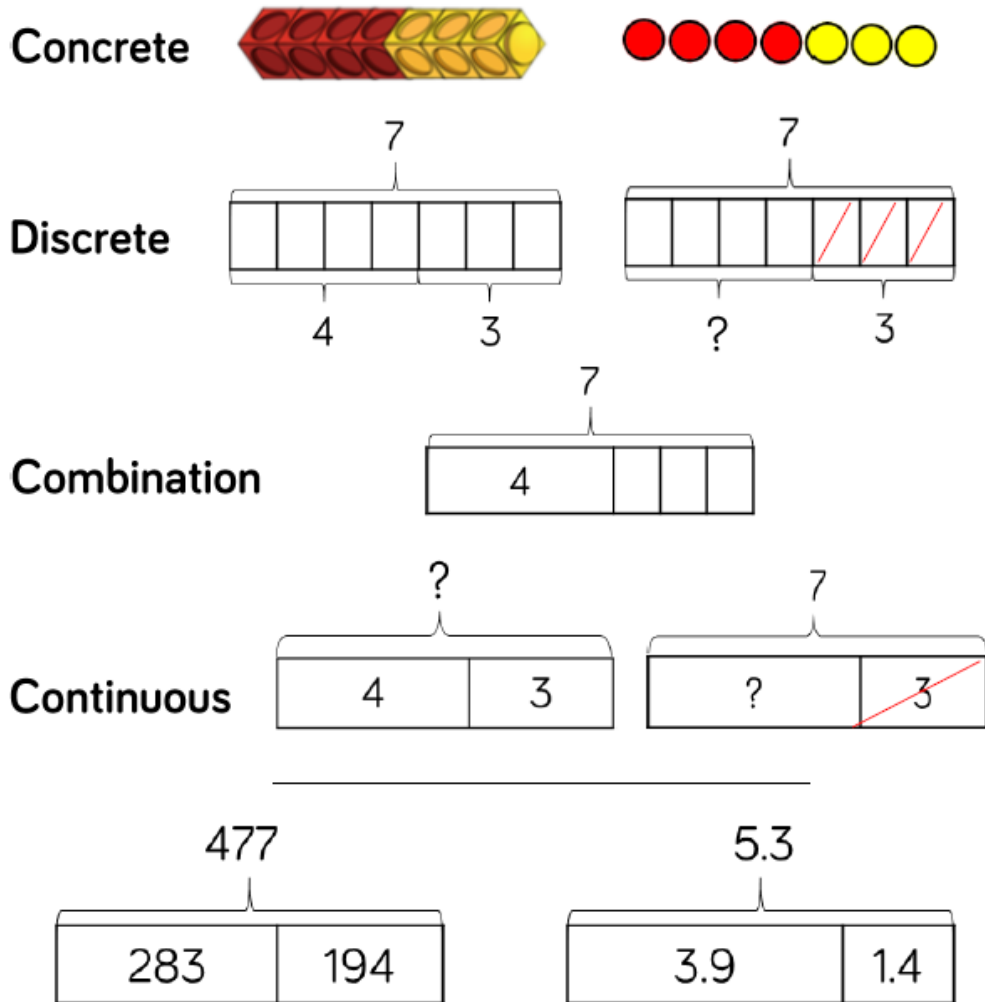 Concrete
7 7
Discrete
4 3 ? 3
7
Combination
4
? 7
Continuous
4 3 ? 3
477 5.3
283 194 3.9 1.4